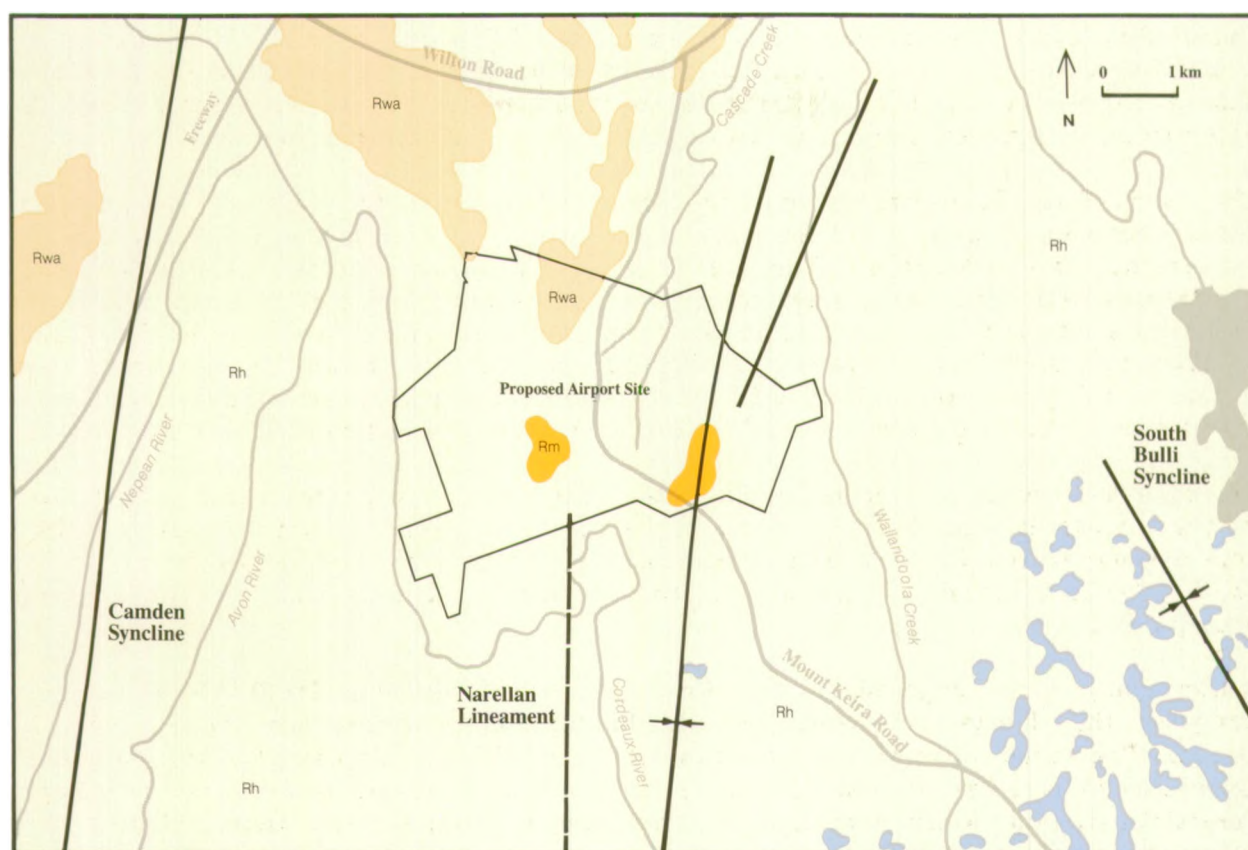 Wilton Road
Cascade Creek
0 1 km
N
Freeway
Rwa
Rwa
Rwa
Rh
Rh
Proposed Airport Site
Rm
Nepean River
Avon River
Wallandoola Creek
South
Bulli
Syncline
Camden
Syncline
Narellan
Lineament
Cordeaux River
Mount Keira Road
Rh
Rh